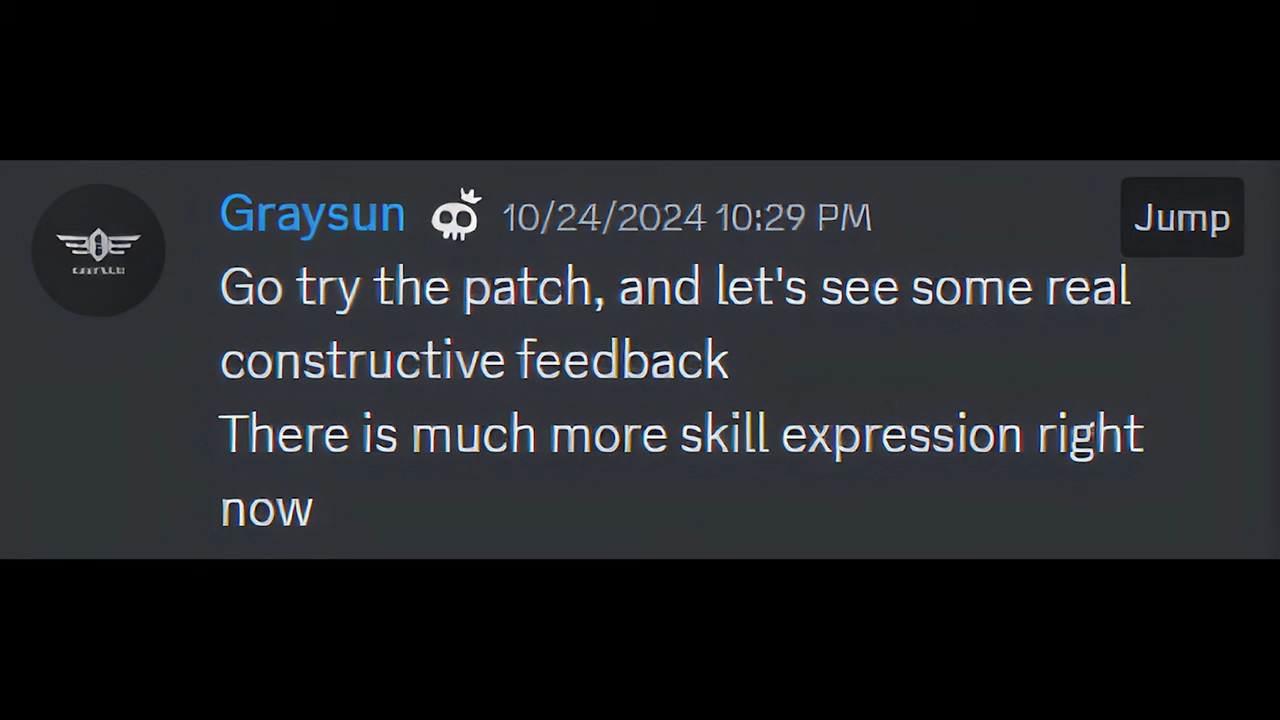 Graysun 10/24/2024 10:29 PM Jump
Go try the patch, and let's see some real
constructive feedback
There is much more skill expression right
now